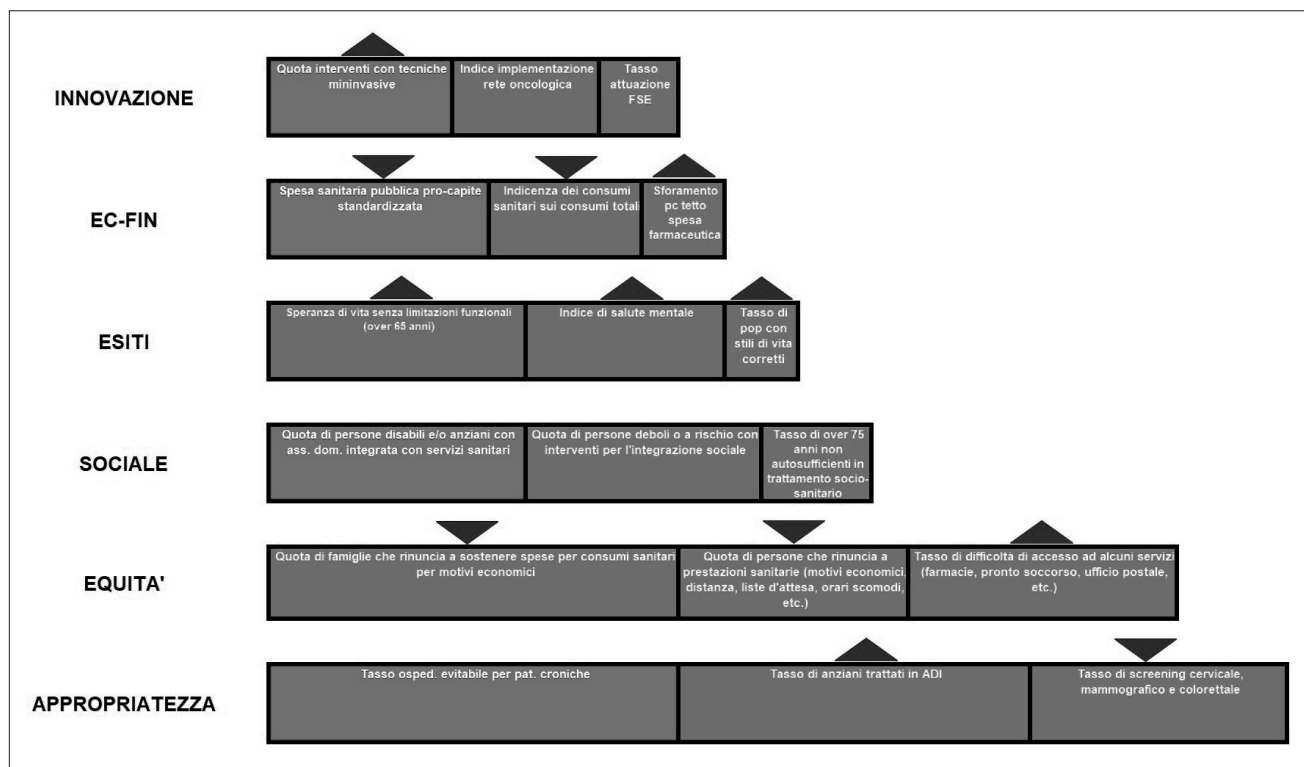 INNOVAZIONE
Quota interventi con tecniche
mininvasive
Indice implementazione
rete oncologica
Tasso
attuazione
FSE
EC-FIN
Spesa sanitaria pubblica pro-capite
standardizzata
Indicenza dei consumi
sanitari sui consumi totali
Sforamento
pc tetto
spesa
farmaceutica
ESITI
Speranza di vita senza limitazioni funzionali
(over 65 anni)
Indice di salute mentale
Tasso di
pop con
stili di vita
corretti
SOCIALE
Quota di persone disabili e/o anziani con
ass. dom. integrata con servizi sanitari
Quota di persone deboli o a rischio con
interventi per l'integrazione sociale
Tasso di over 75
anni non
autosufficienti in
trattamento socio-
sanitario
EQUITA'
Quota di famiglie che rinuncia a sostenere spese per consumi sanitari
per motivi economici
Quota di persone che rinuncia a
prestazioni sanitarie (motivi economici,
distanza, liste d'attesa, orari scomodi,
etc.)
Tasso di difficoltà di accesso ad alcuni servizi
(farmacie, pronto soccorso, ufficio postale,
etc.)
APPROPRIATEZZA
Tasso osped. evitabile per pat. croniche
Tasso di anziani trattati in ADI
Tasso di screening cervicale,
mammografico e colorettale